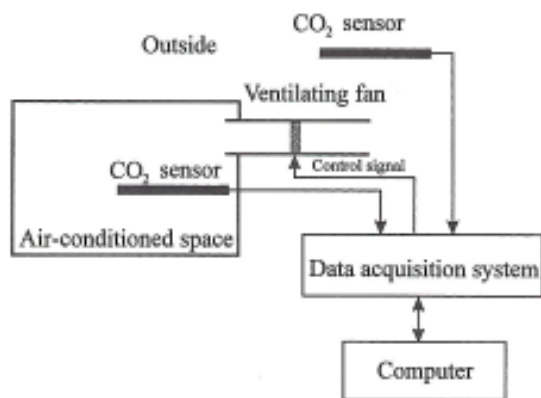 CO₂ sensor
Outside
Ventilating fan
CO₂ sensor
Control signal
Air-conditioned space
Data acquisition system
Computer